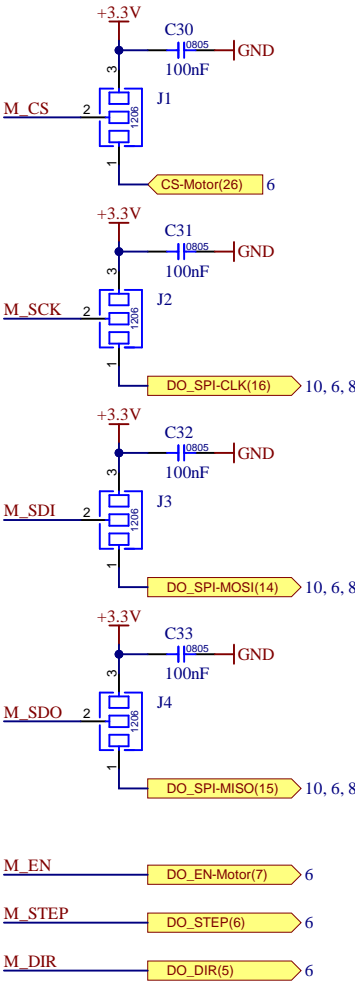 +3.3V
C30
0805
GND
100nF
3
J1
M_CS
2
1206
1
CS-Motor(26)
6
+3.3V
C31
0805
GND
100nF
3
J2
M_SCK
2
1206
1
DO_SPI-CLK(16)
10, 6, 8
+3.3V
C32
0805
GND
100nF
3
J3
M_SDI
2
1206
1
DO_SPI-MOSI(14)
10, 6, 8
+3.3V
C33
0805
GND
100nF
3
J4
M_SDO
2
1206
1
DO_SPI-MISO(15)
10, 6, 8
M_EN
DO_EN-Motor(7)
6
M_STEP
DO_STEP(6)
6
M_DIR
DO_DIR(5)
6